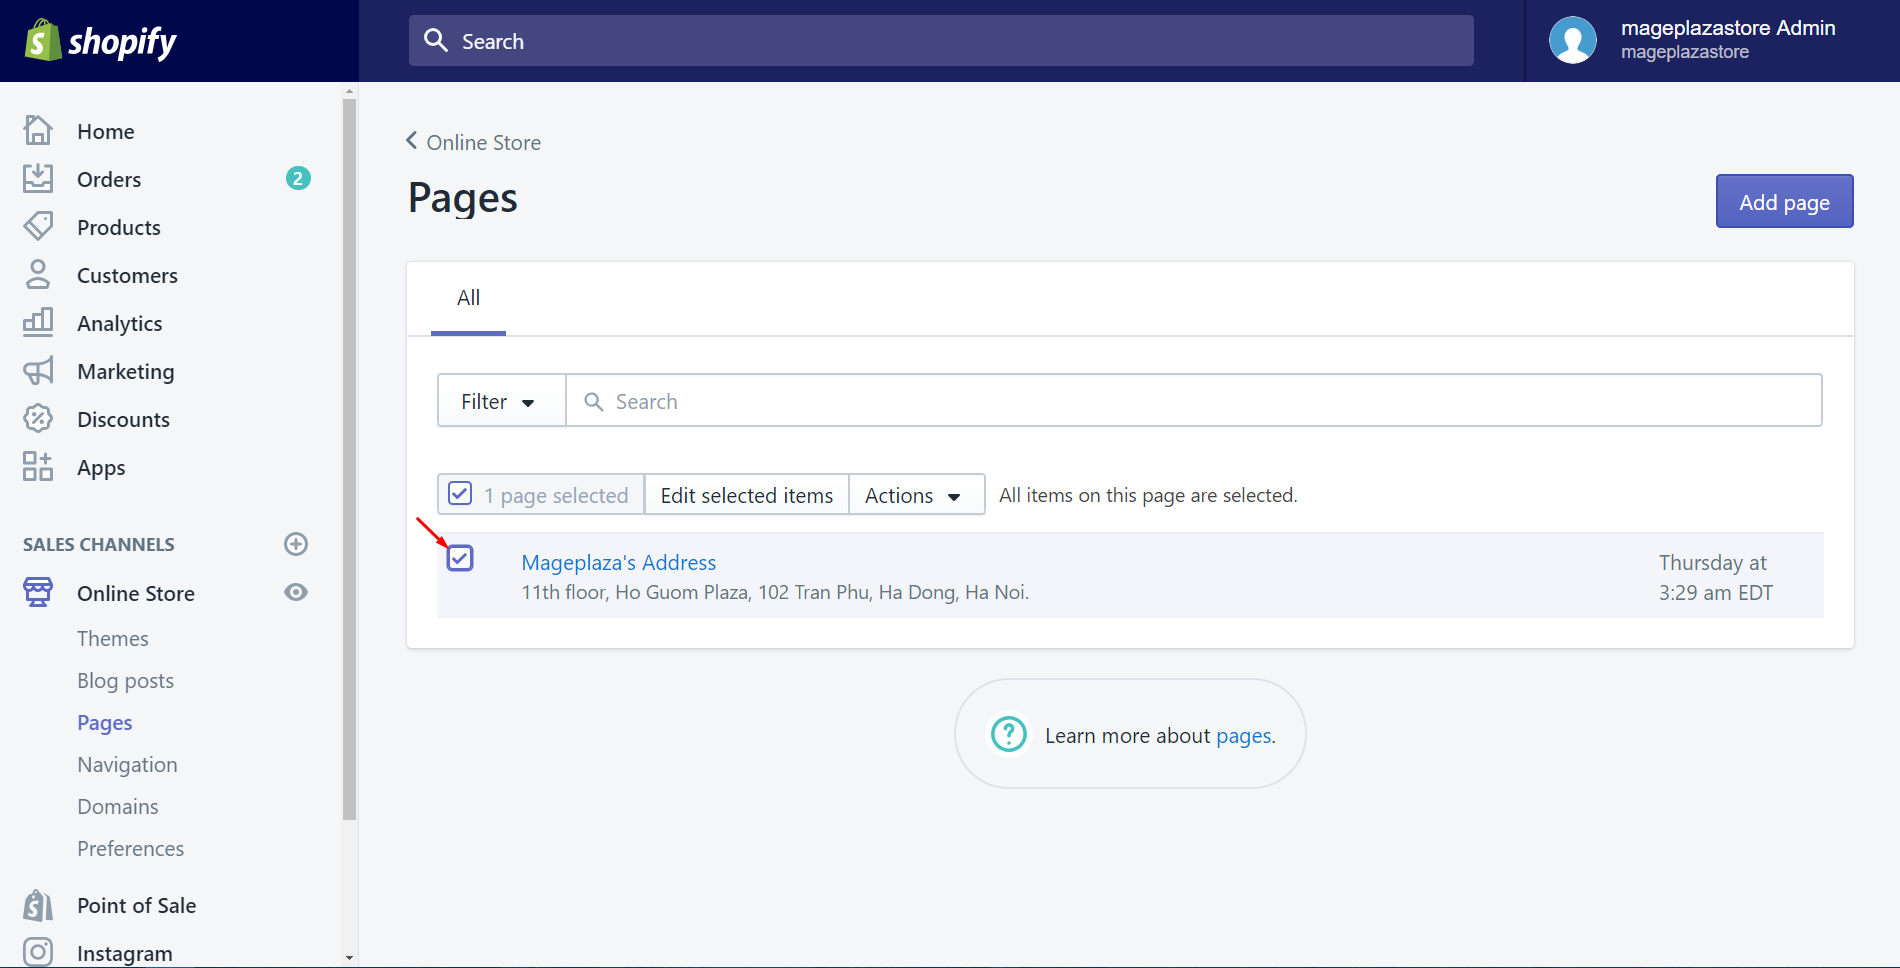 shopify
Search
mageplazastore Admin
mageplazastore
Home
Orders
2
Products
Customers
Analytics
Marketing
Discounts
Apps
SALES CHANNELS
Online Store
Themes
Blog posts
Pages
Navigation
Domains
Preferences
Point of Sale
Instagram
Online Store
Pages
Add page
All
Filter
Search
1 page selected
Edit selected items
Actions
All items on this page are selected.
Mageplaza's Address
11th floor, Ho Guom Plaza, 102 Tran Phu, Ha Dong, Ha Noi.
Thursday at
3:29 am EDT
Learn more about pages.